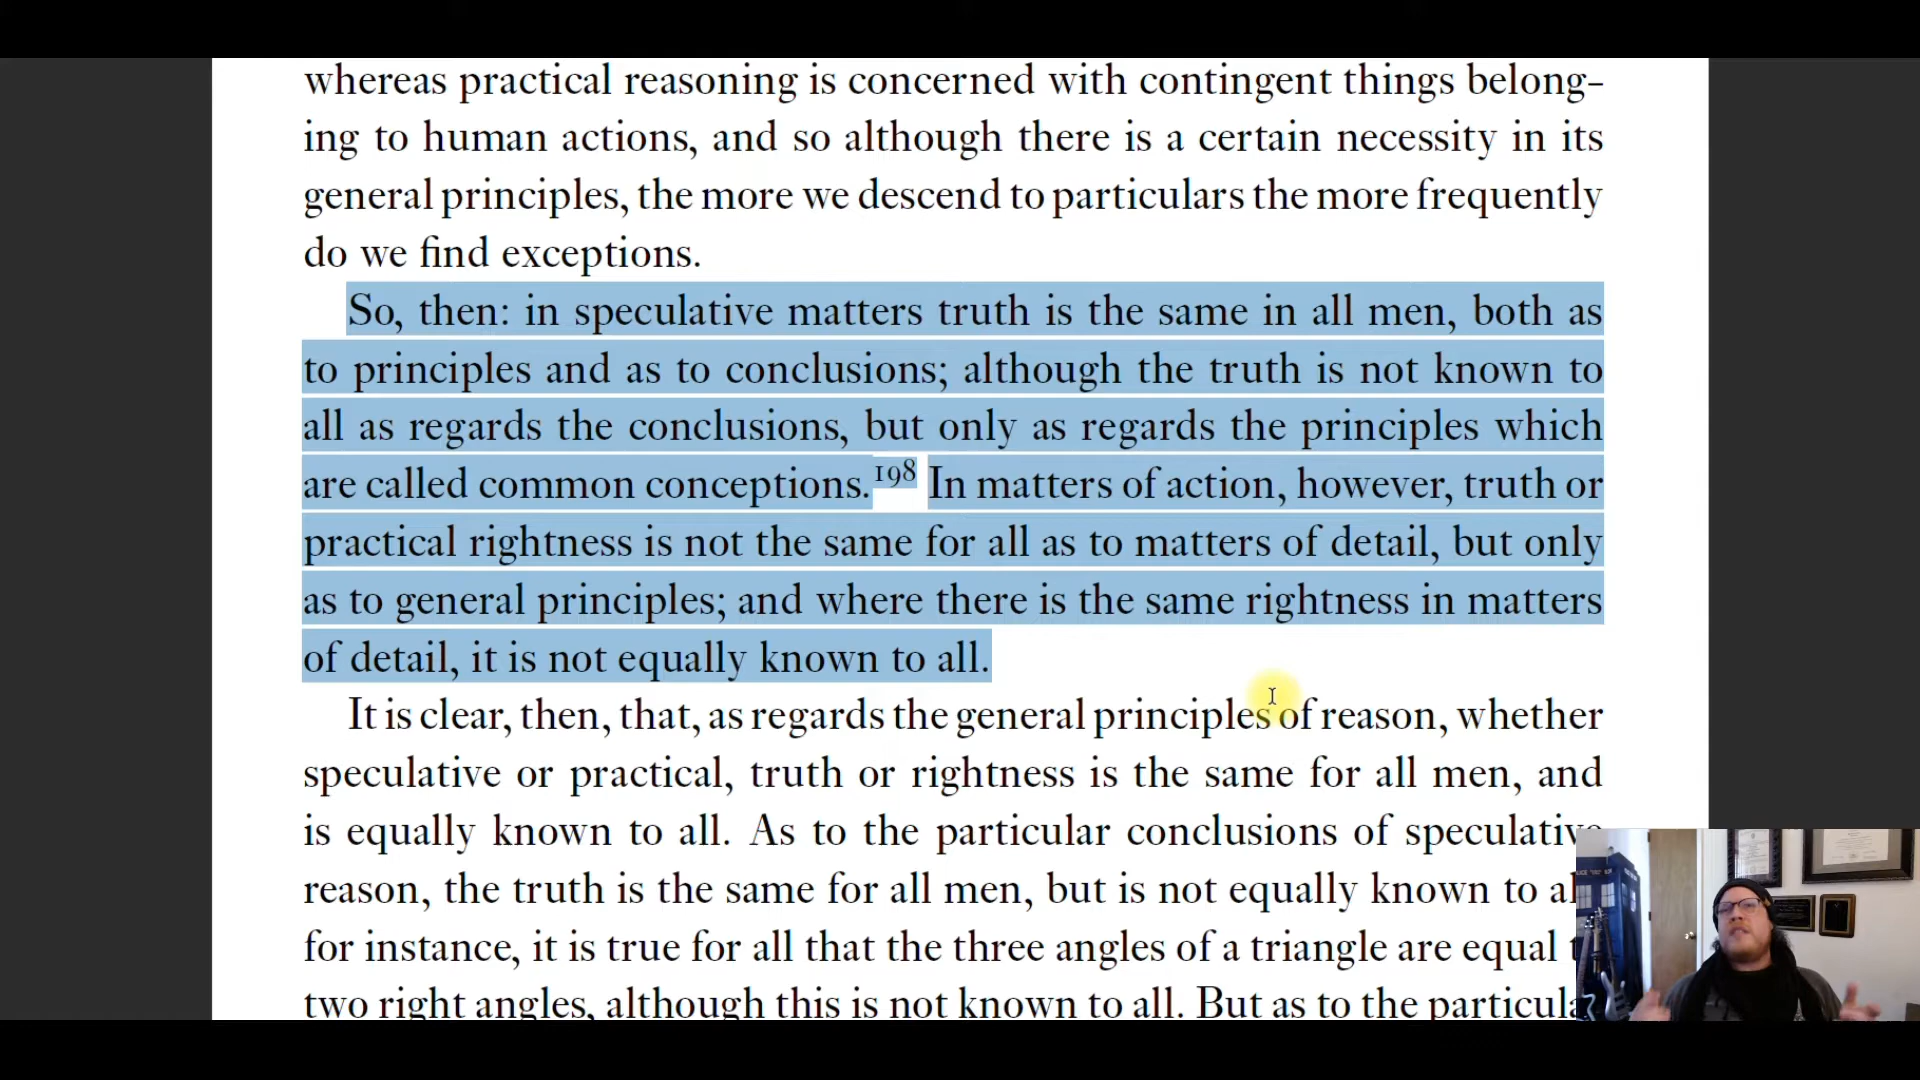 whereas practical reasoning is concerned with contingent things belong-
ing to human actions, and so although there is a certain necessity in its
general principles, the more we descend to particulars the more frequently
do we find exceptions.
So, then: in speculative matters truth is the same in all men, both as
to principles and as to conclusions; although the truth is not known to
all as regards the conclusions, but only as regards the principles which
are called common conceptions.198 In matters of action, however, truth or
practical rightness is not the same for all as to matters of detail, but only
as to general principles; and where there is the same rightness in matters
of detail, it is not equally known to all.
It is clear, then, that, as regards the general principles of reason, whether
speculative or practical, truth or rightness is the same for all men, and
is equally known to all. As to the particular conclusions of speculative
reason, the truth is the same for all men, but is not equally known to
for instance, it is true for all that the three angles of a triangle are equal
two right angles, although this is not known to all. But as to the